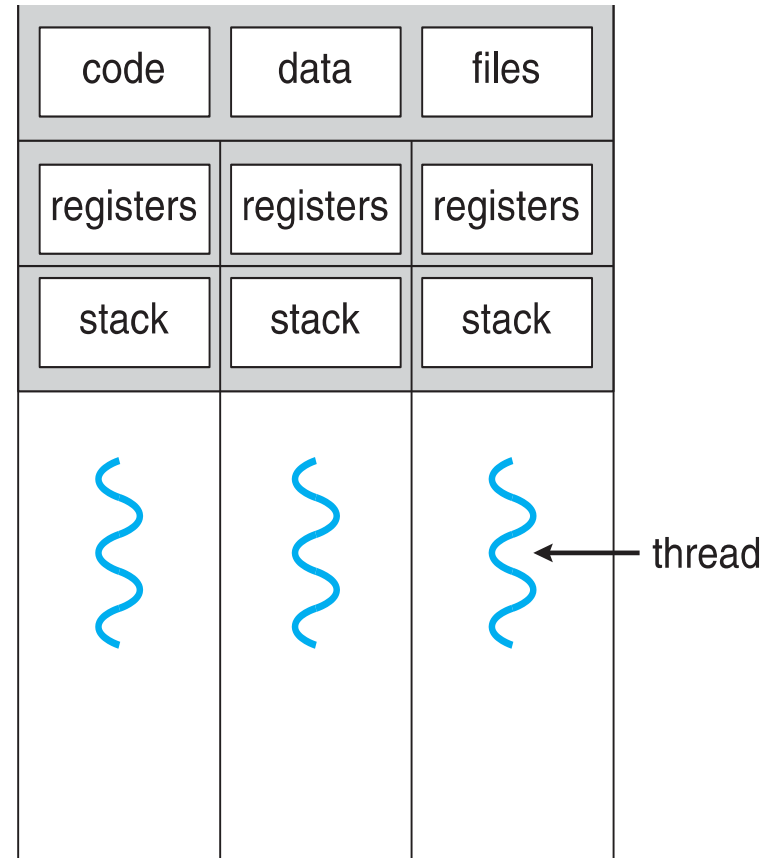 code data files
registers registers registers
stack stack stack
thread